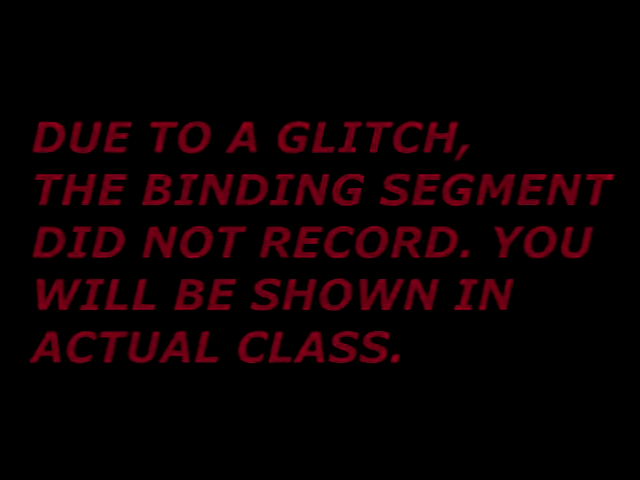 DUE TO A GLITCH,
THE BINDING SEGMENT
DID NOT RECORD. YOU
WILL BE SHOWN IN
ACTUAL CLASS.